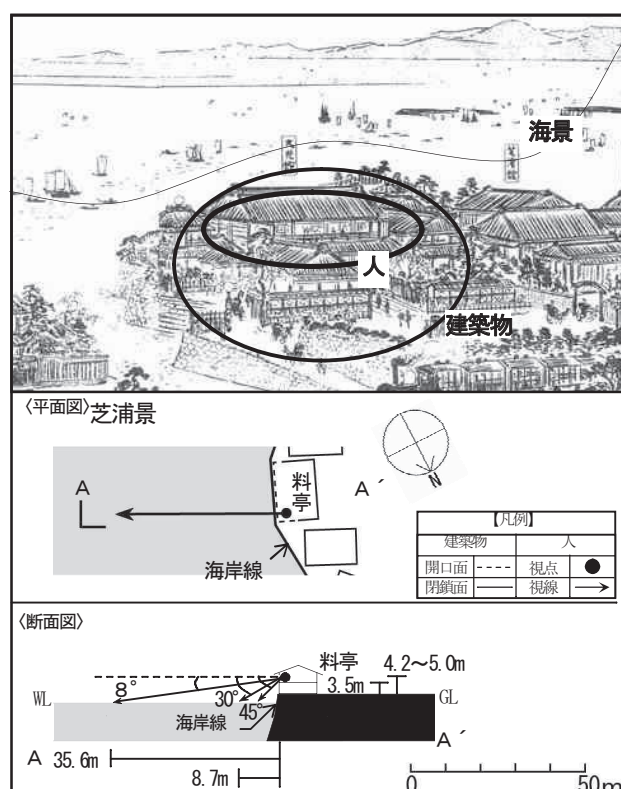 海景
芝香館
人
建築物
〈平面図〉芝浦景
A
料亭
A´
N
海岸線
【凡例】
建築物 人
開口面 視点
閉鎖面 視線
〈断面図〉
料亭 4.2～5.0m
3.5m
8°
30°
45°
WL
GL
海岸線
A 35.6m
A´
8.7m
0 50m